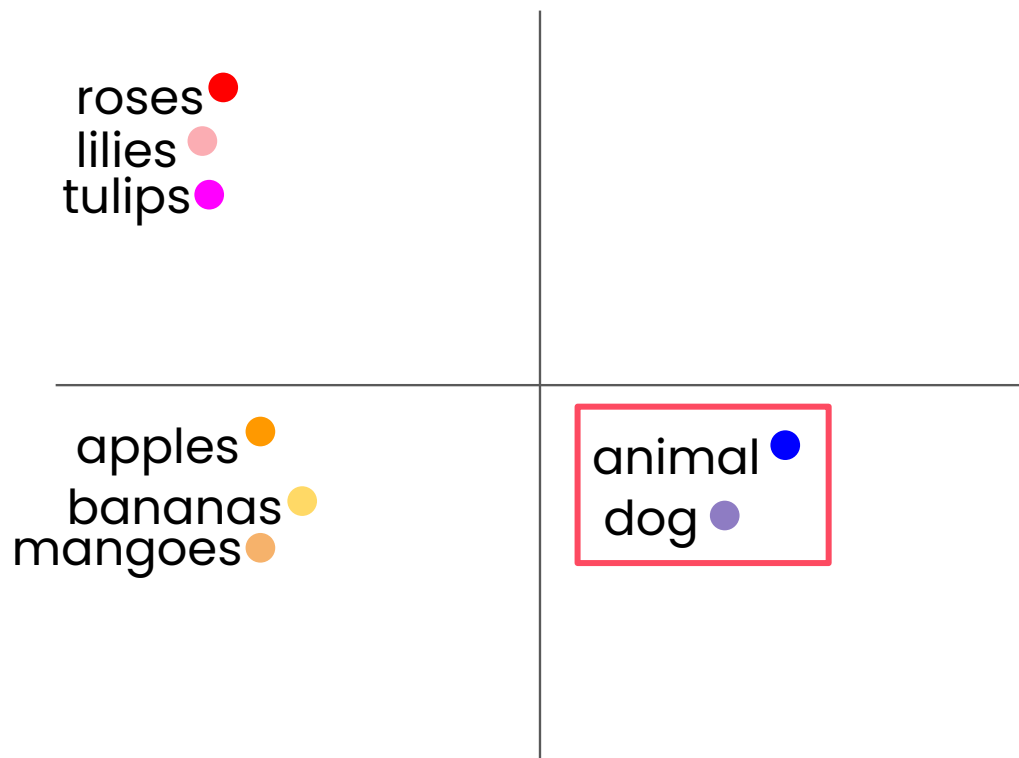 roses
lilies
tulips
apples
bananas
mangoes
animal
dog